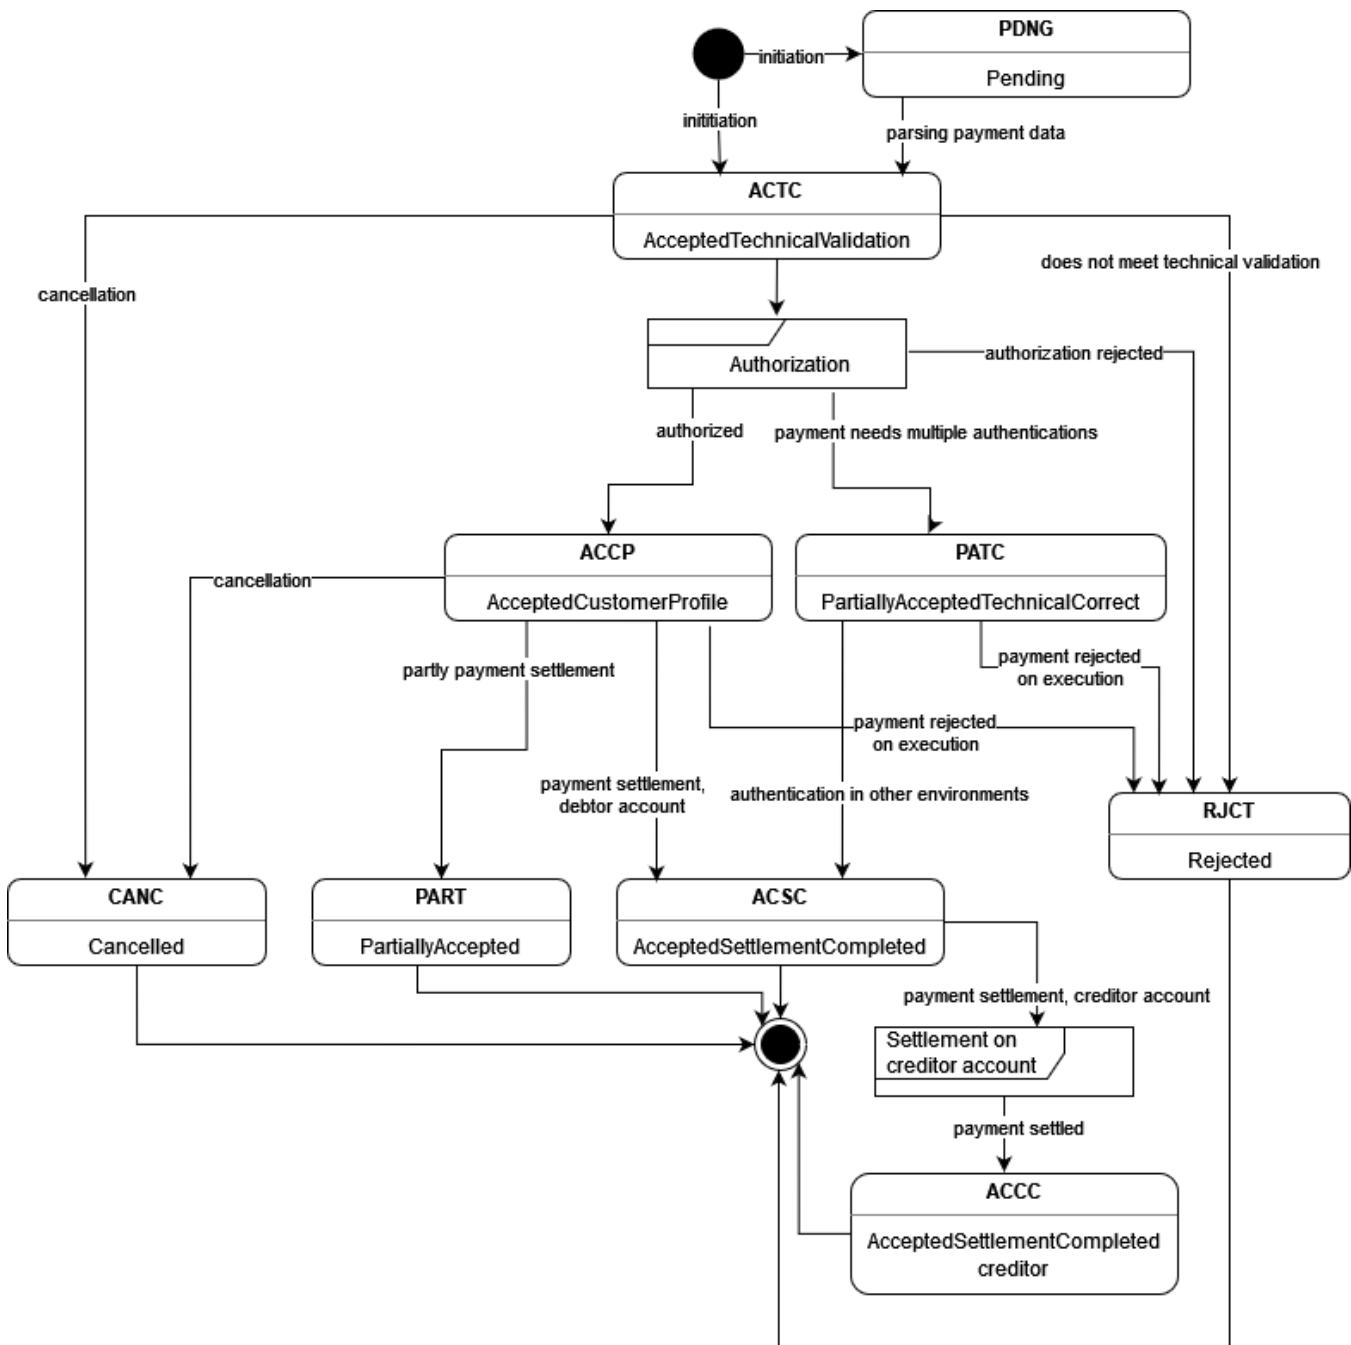 PDNG
initiation
Pending
inititiation
parsing payment data
ACTC
AcceptedTechnicalValidation
does not meet technical validation
cancellation
Authorization
authorization rejected
authorized
payment needs multiple authentications
ACCP
PATC
cancellation
AcceptedCustomerProfile
PartiallyAcceptedTechnicalCorrect
partly payment settlement
payment rejected
on execution
payment rejected
on execution
payment settlement,
debtor account
authentication in other environments
RJCT
Rejected
CANC
PART
ACSC
Cancelled
PartiallyAccepted
AcceptedSettlementCompleted
payment settlement, creditor account
Settlement on
creditor account
payment settled
ACCC
AcceptedSettlementCompleted
creditor